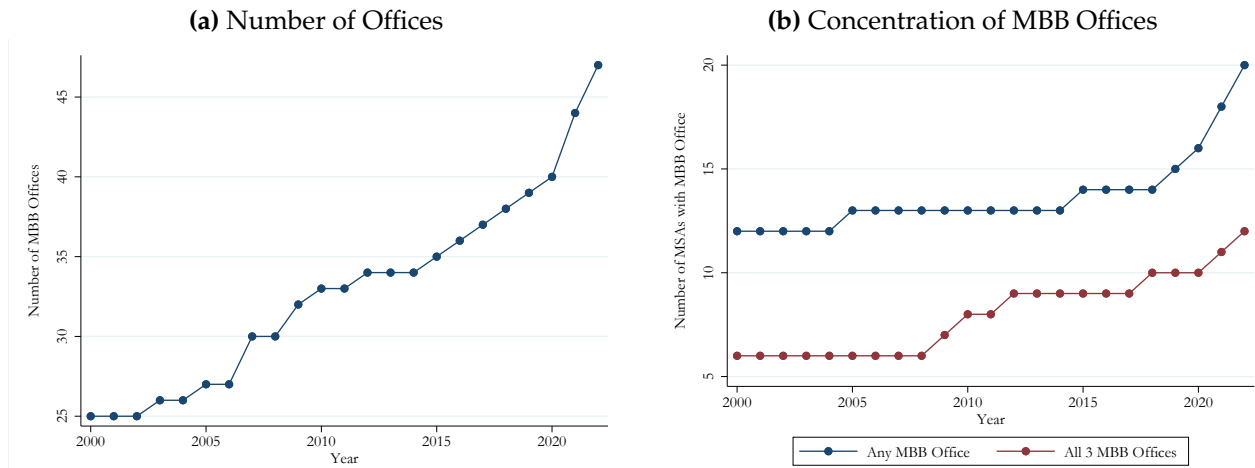 (a) Number of Offices
Number of MBB Offices
45
40
35
30
25
2000
2005
2010
2015
2020
Year
(b) Concentration of MBB Offices
Number of MSAs with MBB Office
20
15
10
5
2000
2005
2010
2015
2020
Year
Any MBB Office
All 3 MBB Offices